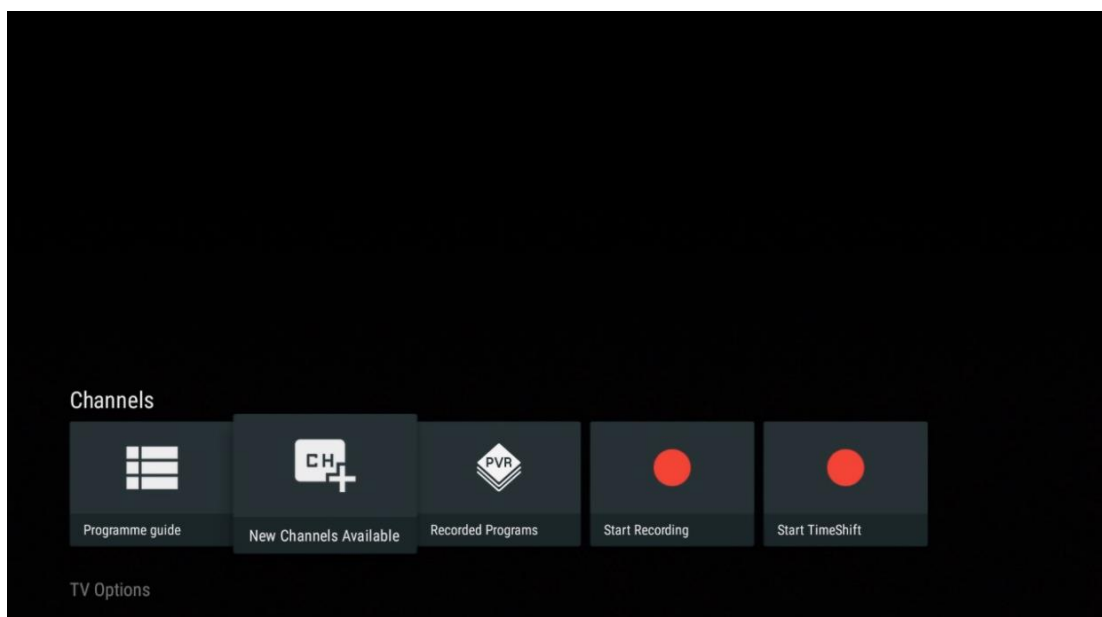 Channels
CH
PVR
Programme guide
New Channels Available
Recorded Programs
Start Recording
Start TimeShift
TV Options